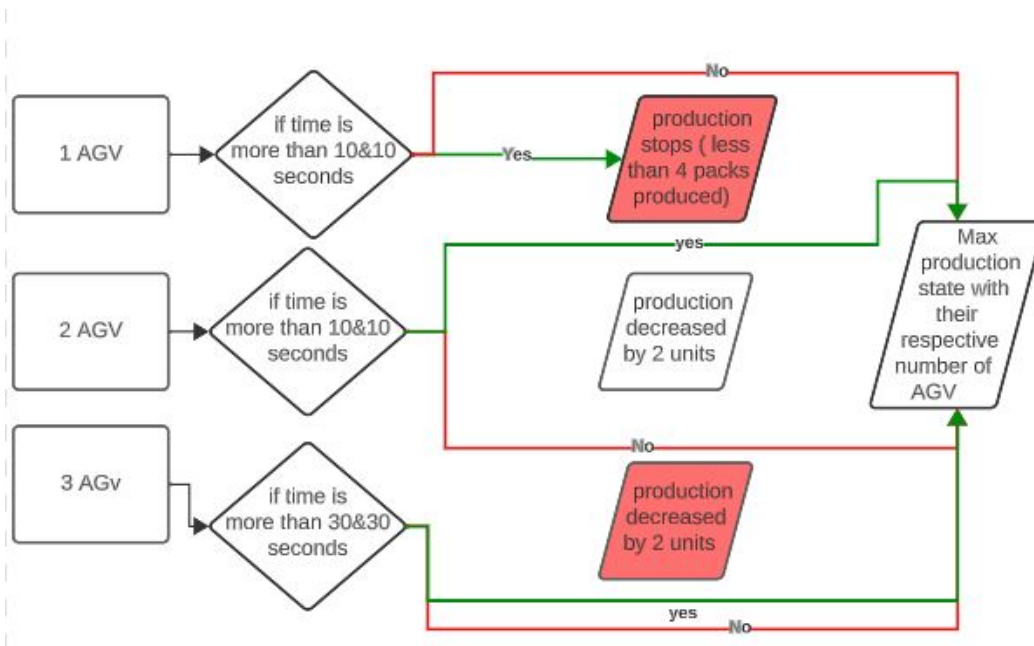 No
1 AGV
if time is
more than 10&10
seconds
Yes
production
stops ( less
than 4 packs
produced)
yes
Max
production
state with
their
respective
number of
AGV
2 AGV
if time is
more than 10&10
seconds
production
decreased
by 2 units
No
3 AGv
if time is
more than 30&30
seconds
production
decreased
by 2 units
yes
No